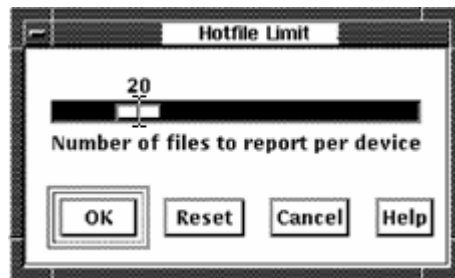 Hotfile Limit
20
Number of files to report per device
OK Reset Cancel Help